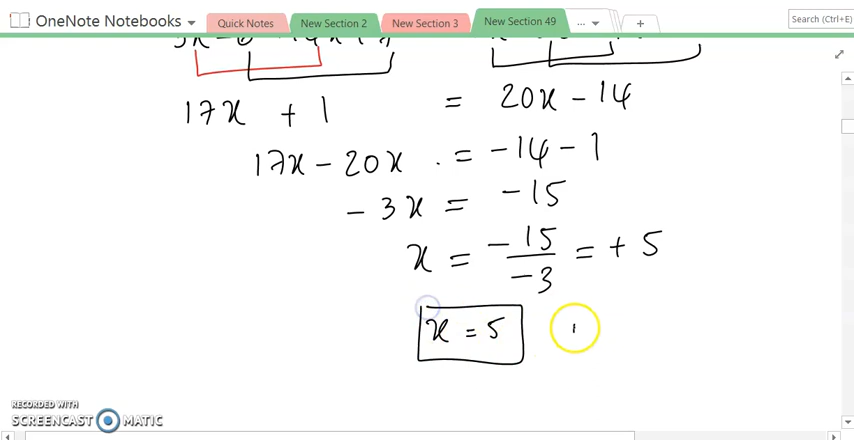 OneNote Notebooks
Quick Notes
New Section 2
New Section 3
New Section 49
...
+
Search (Ctrl+E)
17x + 1 = 20x - 14
17x - 20x = -14 - 1
-3x = -15
x = -15/-3 = +5
x = 5
RECORDED WITH
SCREENCAST MATIC